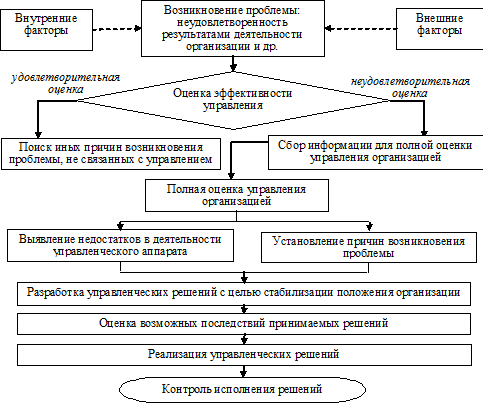 Внутренние
факторы
Возникновение проблемы:
неудовлетворенность
результатами деятельности
организации и др.
Внешние
факторы
удовлетворительная
оценка
неудовлетворительная
оценка
Оценка эффективности
управления
Поиск иных причин возникновения
проблемы, не связанных с управлением
Сбор информации для полной оценки
управления организацией
Полная оценка управления
организацией
Выявление недостатков в деятельности
управленческого аппарата
Установление причин возникновения
проблемы
Разработка управленческих решений с целью стабилизации положения организации
Оценка возможных последствий принимаемых решений
Реализация управленческих решений
Контроль исполнения решений